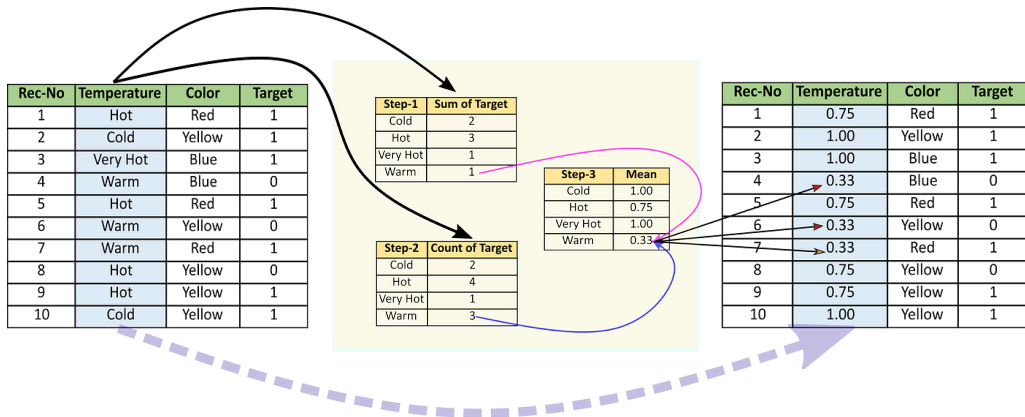 Rec-No Temperature Color Target
1 Hot Red 1
2 Cold Yellow 1
3 Very Hot Blue 1
4 Warm Blue 0
5 Hot Red 1
6 Warm Yellow 0
7 Warm Red 1
8 Hot Yellow 0
9 Hot Yellow 1
10 Cold Yellow 1
Step-1 Sum of Target
Cold 2
Hot 3
Very Hot 1
Warm 1
Step-2 Count of Target
Cold 2
Hot 4
Very Hot 1
Warm 3
Step-3 Mean
Cold 1.00
Hot 0.75
Very Hot 1.00
Warm 0.33
Rec-No Temperature Color Target
1 0.75 Red 1
2 1.00 Yellow 1
3 1.00 Blue 1
4 0.33 Blue 0
5 0.75 Red 1
6 0.33 Yellow 0
7 0.33 Red 1
8 0.75 Yellow 0
9 0.75 Yellow 1
10 1.00 Yellow 1